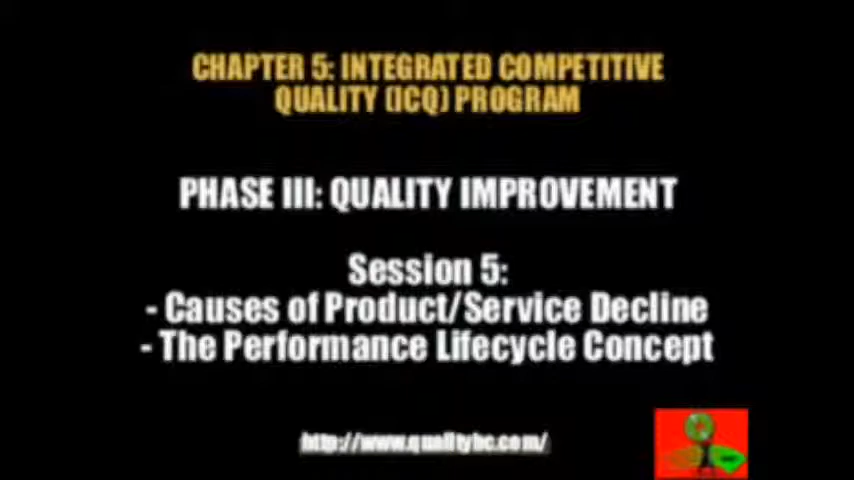 CHAPTER 5: INTEGRATED COMPETITIVE
QUALITY (ICQ) PROGRAM
PHASE III: QUALITY IMPROVEMENT
Session 5:
- Causes of Product/Service Decline
- The Performance Lifecycle Concept
http://www.qualityhc.com/